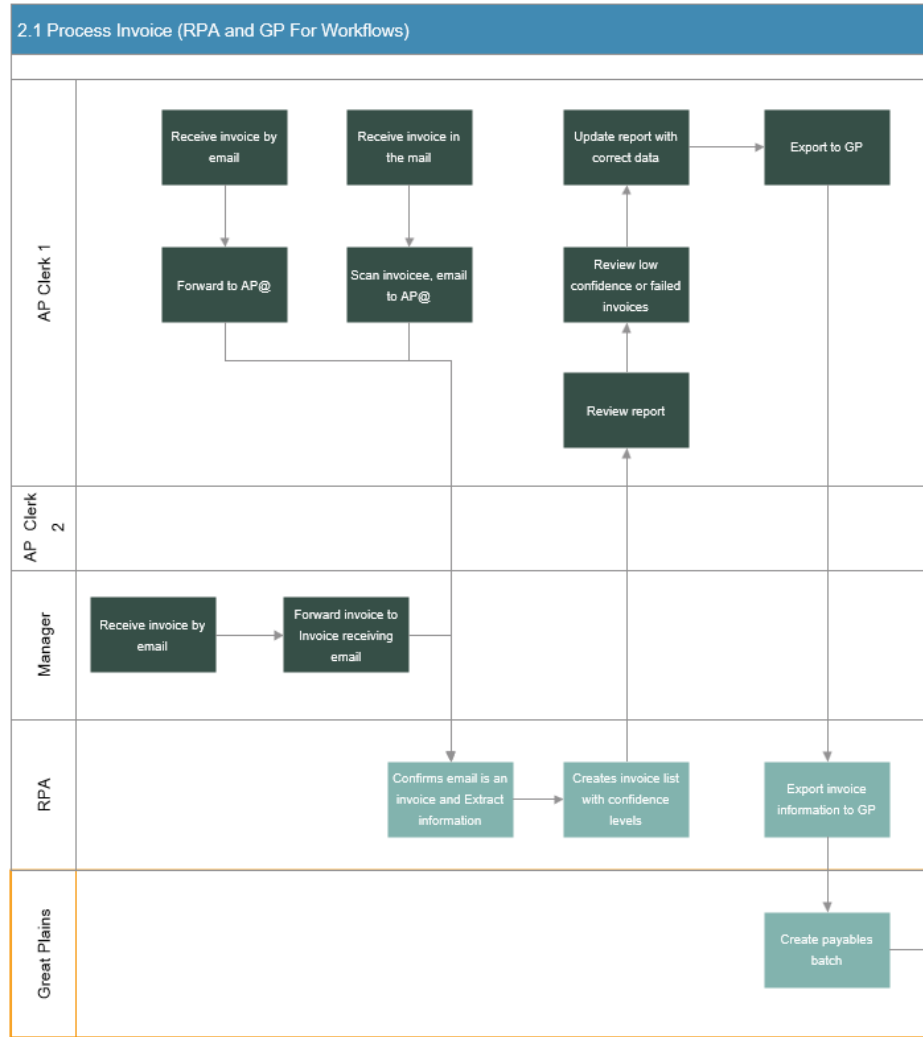 2.1 Process Invoice (RPA and GP For Workflows)
AP Clerk 1
Receive invoice by
email
Receive invoice in
the mail
Update report with
correct data
Export to GP
Forward to AP@
Scan invoicee, email
to AP@
Review low
confidence or failed
invoices
Review report
AP Clerk
2
Manager
Receive invoice by
email
Forward invoice to
Invoice receiving
email
RPA
Confirms email is an
invoice and Extract
information
Creates invoice list
with confidence
levels
Export invoice
information to GP
Great Plains
Create payables
batch